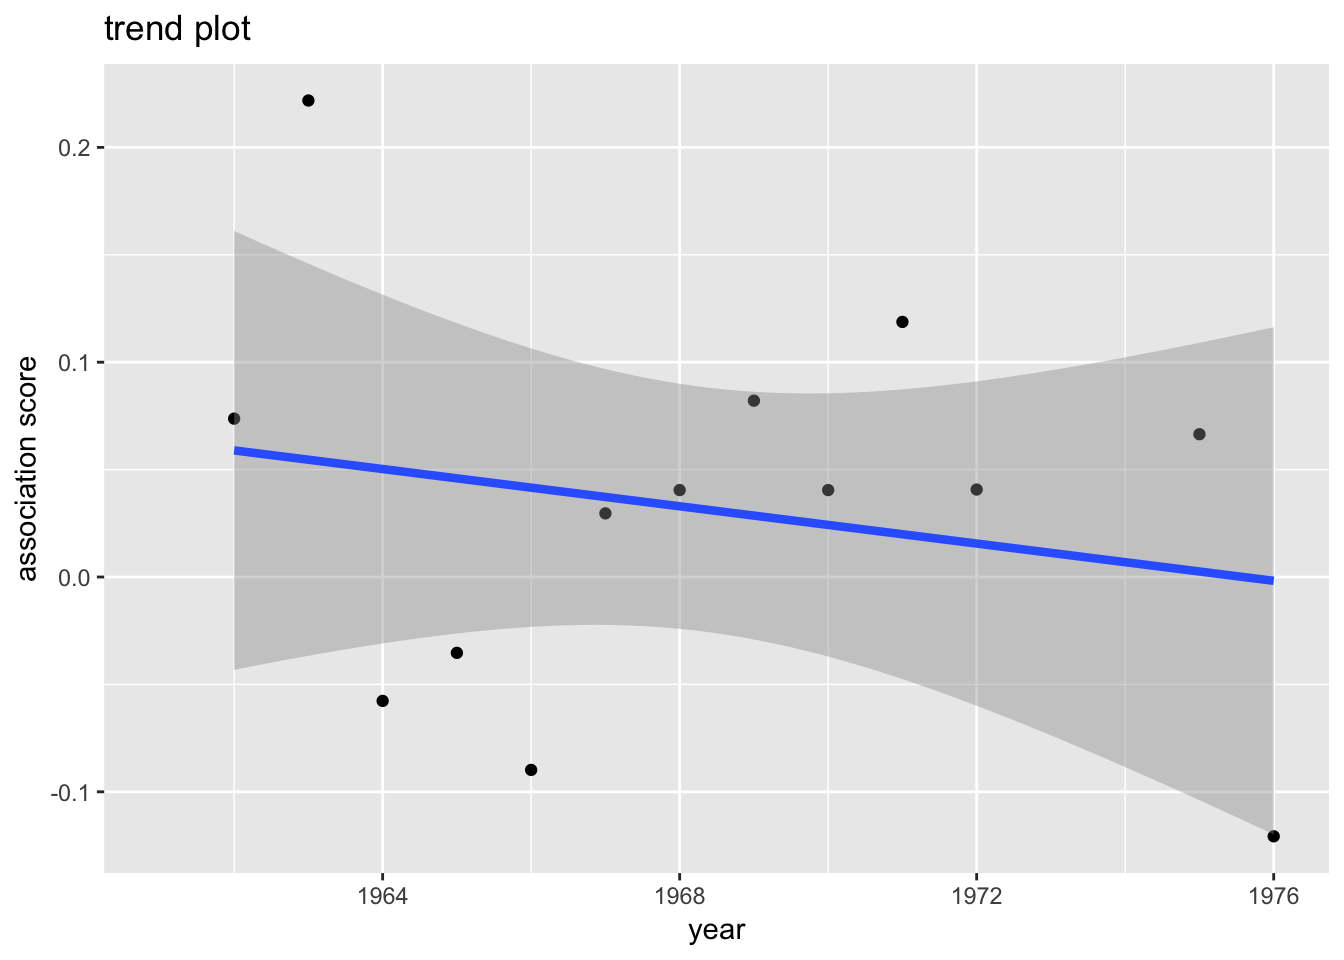 trend plot
0.2
0.1
0.0
-0.1
association score
1964 1968 1972 1976
year